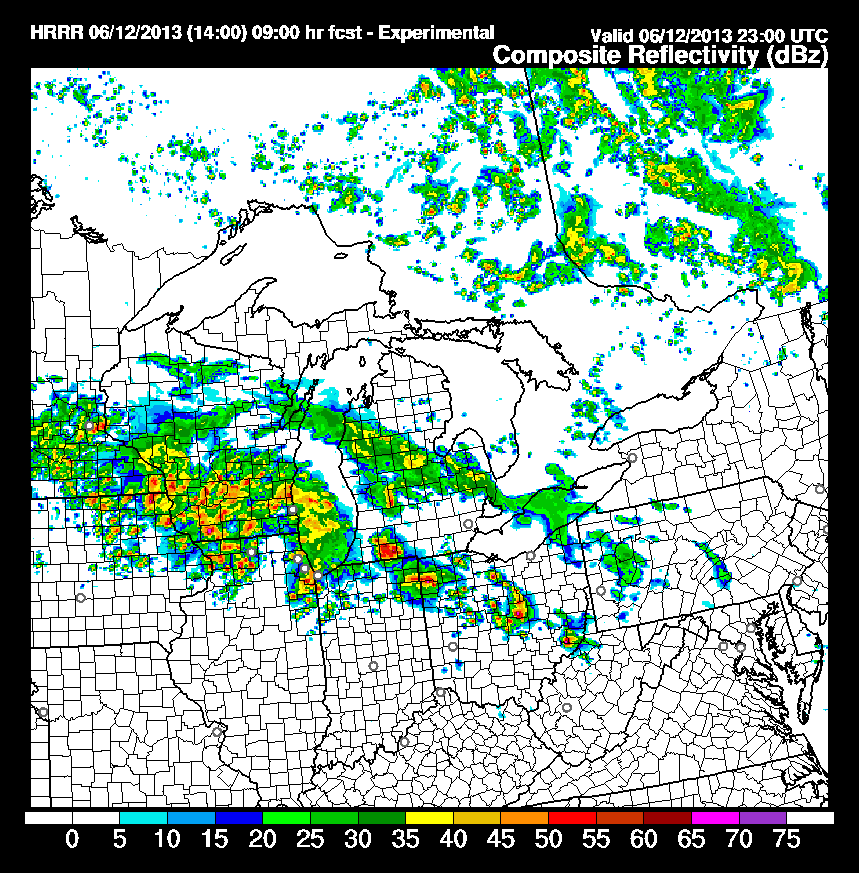 HRRR 06/12/2013 (14:00) 09:00 hr fcst - Experimental
Valid 06/12/2013 23:00 UTC
Composite Reflectivity (dBz)
0 5 10 15 20 25 30 35 40 45 50 55 60 65 70 75